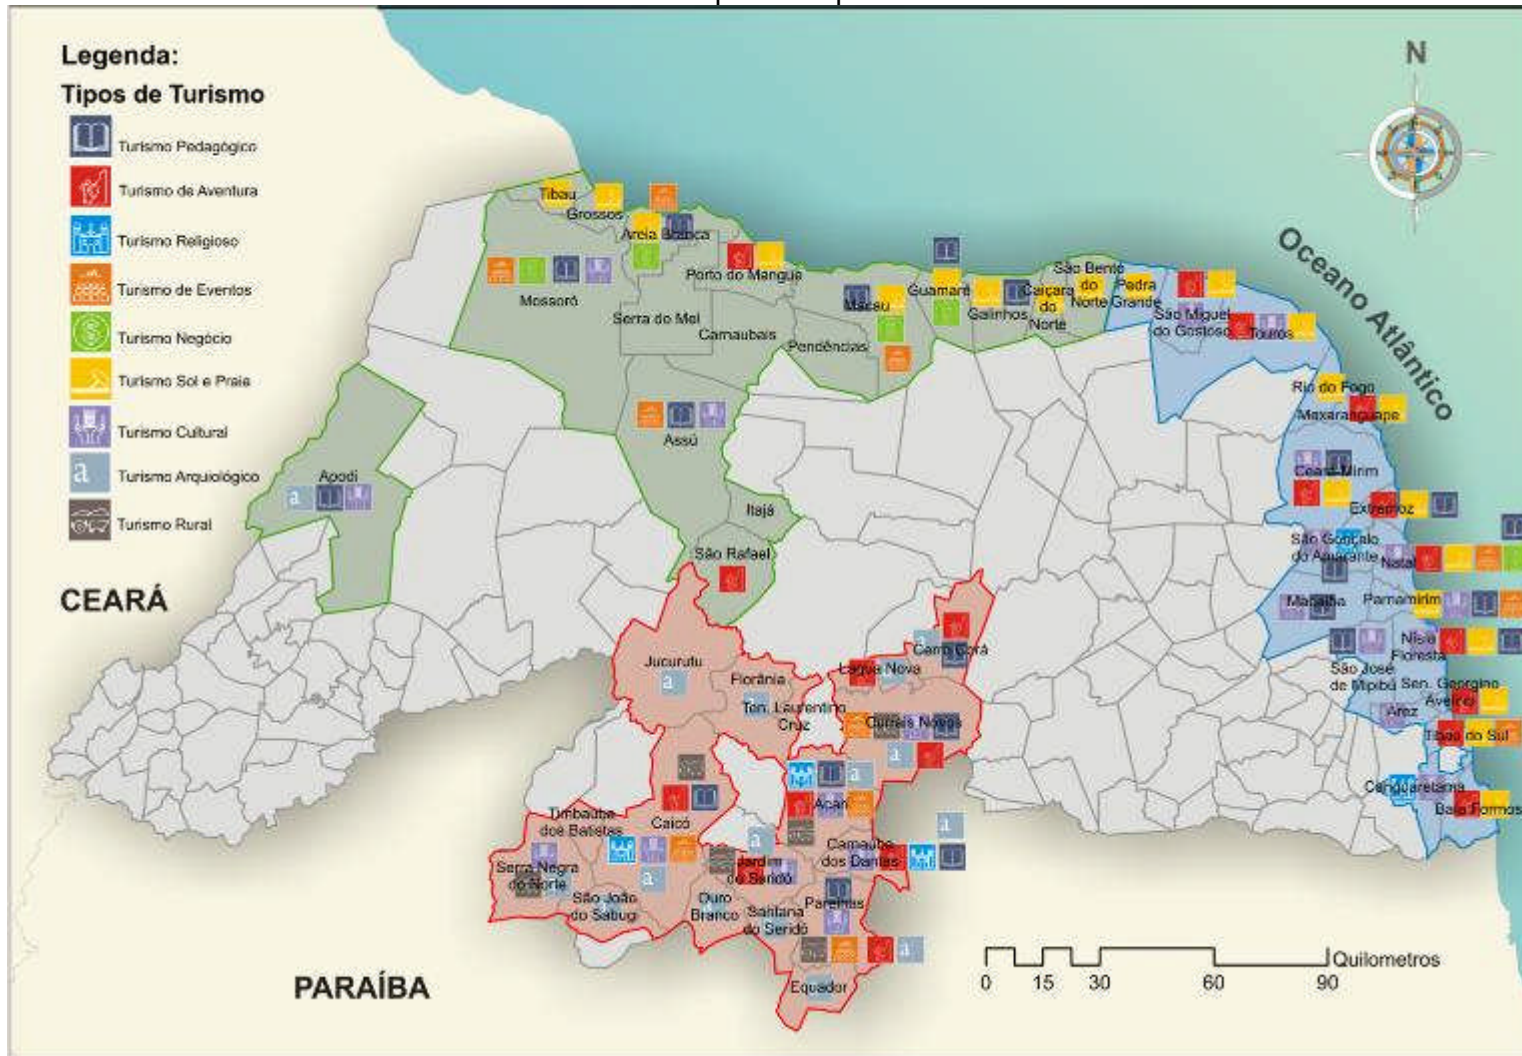 Legenda:
Tipos de Turismo
Turismo Pedagógico
Turismo de Aventura
Turismo Religioso
Turismo de Eventos
Turismo Negócio
Turismo Sol e Praia
Turismo Cultural
a Turismo Arquiológico
Turismo Rural
N
Oceano Atlântico
CEARÁ
PARAÍBA
Tibau
Grossos
Areia Branca
Mossoró
Porto do Mangue
Serra do Mel
Carnaubais
Macau
Pendências
Guamaré
Galinhos
Caiçara
do
Norte
São Bento
do
Norte
Pedra
Grande
São Miguel
do Gostoso
Touros
Rio do Fogo
Maxaranguape
Ceará-Mirim
Extremoz
São Gonçalo
do Amarante
Natal
Macaíba
Parnamirim
Nísia
Floresta
São José
de Mipibú
Sen. Georgino
Avelino
Arez
Tibau do Sul
Canguaretama
Baía Formos
Assú
Apodi
a
Itajá
São Rafael
Jucurutu
a
Florânia
a
Ten. Laurentino
Cruz
a
Cerro Corá
Lagoa Nova
a
Currais Novos
a
a
Acari
Caicó
Timbaúba
dos Batistas
a
Serra Negra
do Norte
São João
do Sabugi
Ouro
Branco
a
Jardim
do Seridó
Santana
do Seridó
Carnaúba
dos Dantas
a
Parelhas
a
Equador
Quilometros
0 15 30 60 90